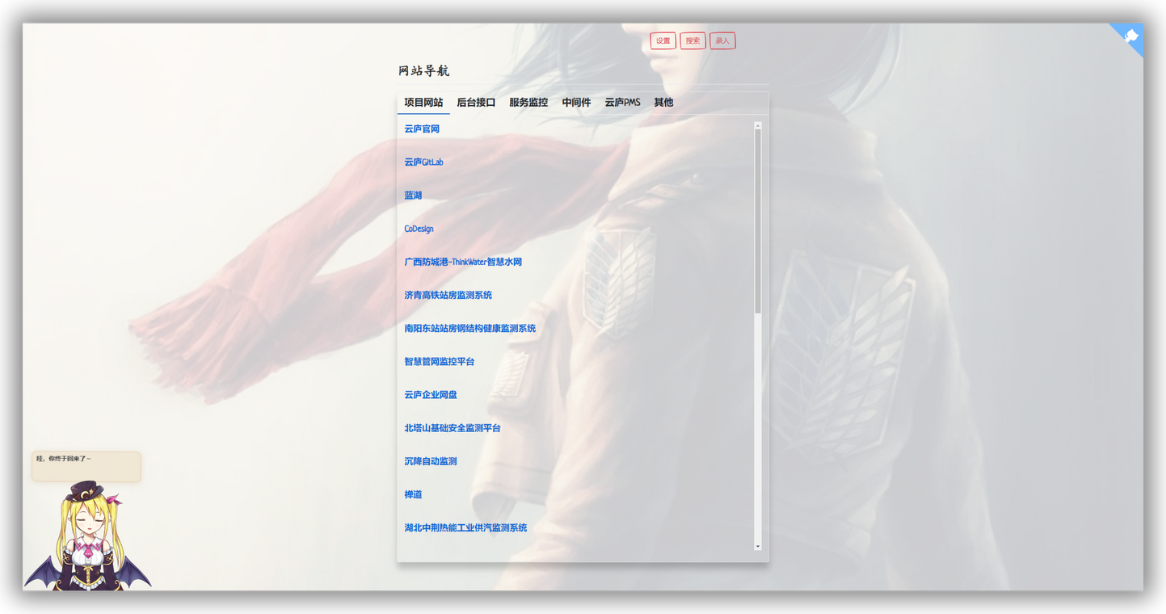 设置 搜索 录入
网站导航
项目网站 后台接口 服务监控 中间件 云庐PMS 其他
云庐官网
云庐GitLab
蓝湖
CoDesign
广西防城港-ThinkWater智慧水网
济青高铁站房监测系统
南阳东站站房钢结构健康监测系统
智慧管网监控平台
云庐企业网盘
北塔山基础安全监测平台
沉降自动监测
禅道
湖北中荆热能工业供汽监测系统
哇，你终于回来了～